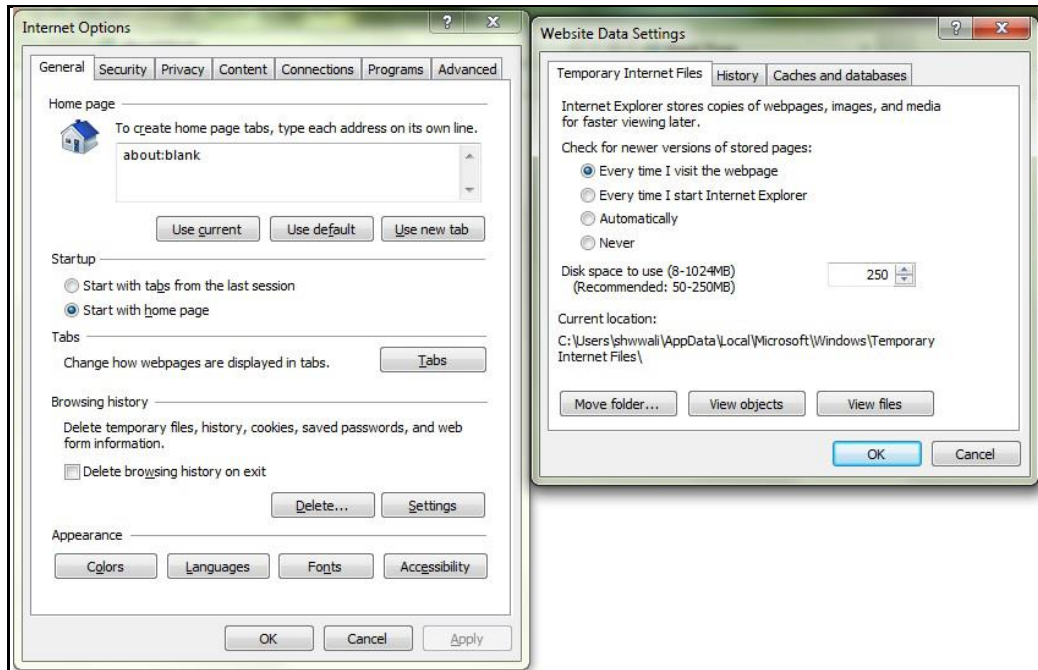 Internet Options
General Security Privacy Content Connections Programs Advanced
Home page
To create home page tabs, type each address on its own line.
about:blank
Use current Use default Use new tab
Startup
Start with tabs from the last session
Start with home page
Tabs
Change how webpages are displayed in tabs. Tabs
Browsing history
Delete temporary files, history, cookies, saved passwords, and web
form information.
Delete browsing history on exit
Delete... Settings
Appearance
Colors Languages Fonts Accessibility
OK Cancel Apply
Website Data Settings
Temporary Internet Files History Caches and databases
Internet Explorer stores copies of webpages, images, and media
for faster viewing later.
Check for newer versions of stored pages:
Every time I visit the webpage
Every time I start Internet Explorer
Automatically
Never
Disk space to use (8-1024MB) 250
(Recommended: 50-250MB)
Current location:
C:\Users\shwwali\AppData\Local\Microsoft\Windows\Temporary
Internet Files\
Move folder... View objects View files
OK Cancel